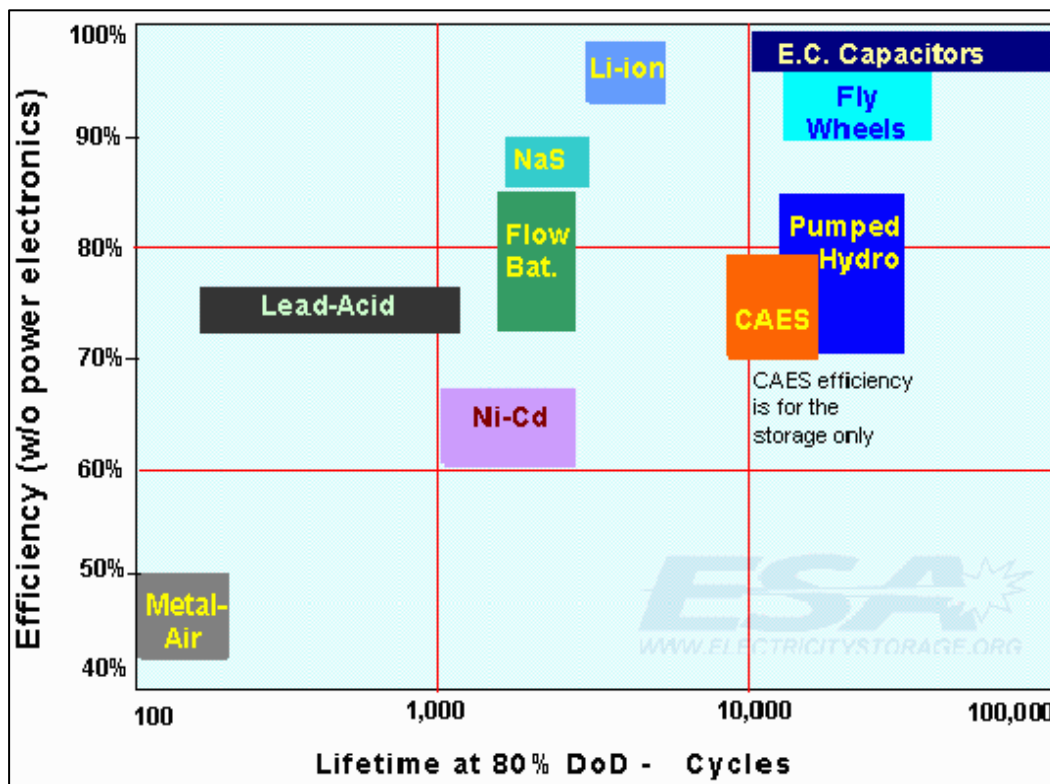 Efficiency (w/o power electronics)
100%
90%
80%
70%
60%
50%
40%
E.C. Capacitors
Li-ion
Fly
Wheels
NaS
Flow
Bat.
Pumped
Hydro
Lead-Acid
CAES
CAES efficiency
is for the
storage only
Ni-Cd
Metal-
Air
ESA
WWW.ELECTRICITYSTORAGE.ORG
100
1,000
10,000
100,000
Lifetime at 80% DoD - Cycles